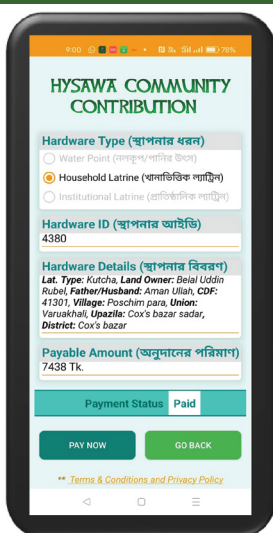 9:00
78%
HYSAWA COMMUNITY
CONTRIBUTION
Hardware Type (স্থাপনার ধরন)
Water Point (নলকূপ/পানির উৎস)
Household Latrine (খানাভিত্তিক ল্যাট্রিন)
Institutional Latrine (প্রাতিষ্ঠানিক ল্যাট্রিন)
Hardware ID (স্থাপনার আইডি)
4380
Hardware Details (স্থাপনার বিবরণ)
Lat. Type: Kutcha, Land Owner: Belal Uddin
Rubel, Father/Husband: Aman Ullah, CDF:
41301, Village: Poschim para, Union:
Varuakhali, Upazila: Cox's bazar sadar,
District: Cox's bazar
Payable Amount (অনুদানের পরিমাণ)
7438 Tk.
Payment Status Paid
PAY NOW GO BACK
** Terms & Conditions and Privacy Policy